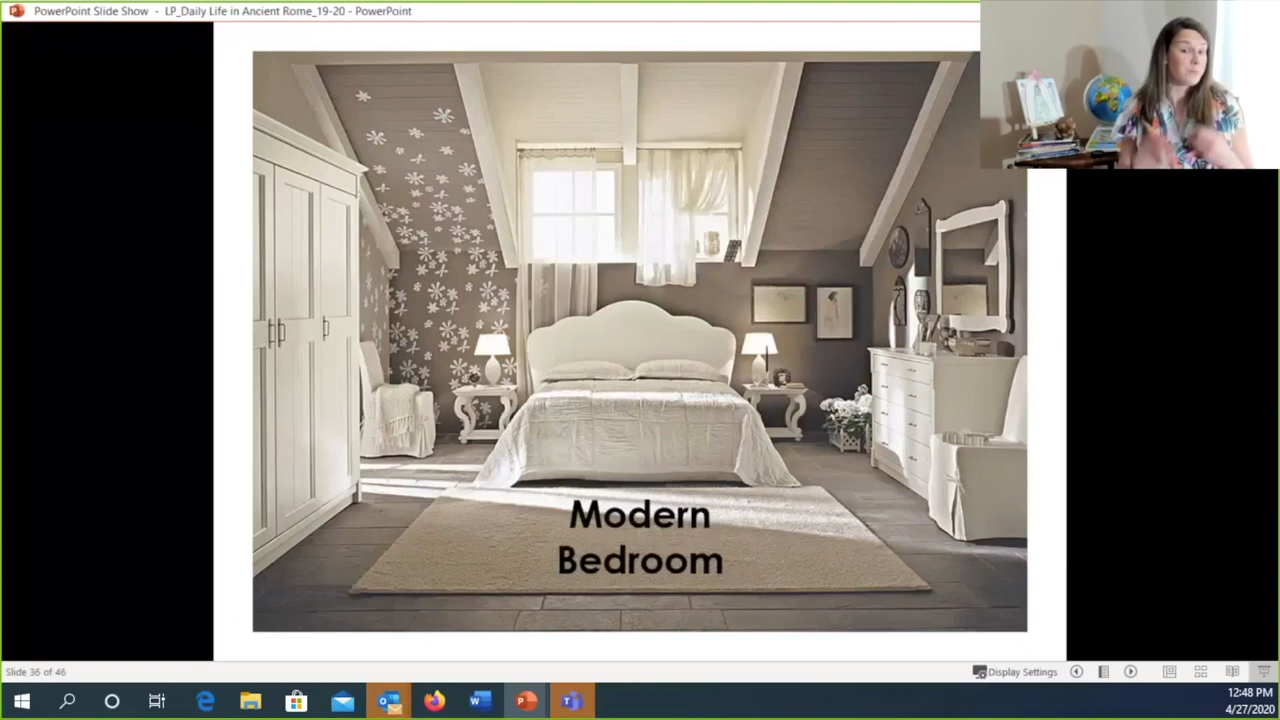 PowerPoint Slide Show - LP_Daily Life in Ancient Rome_19-20 - PowerPoint
Modern
Bedroom
Slide 36 of 46
Display Settings
12:48 PM
4/27/2020